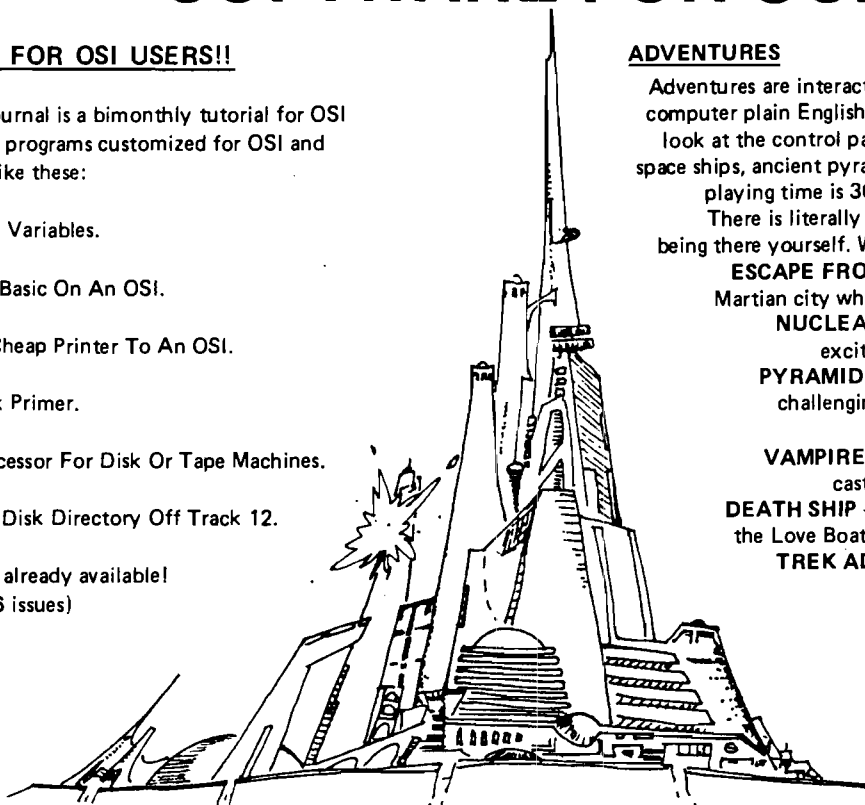 FOR OSI USERS!!
urnal is a bimonthly tutorial for OSI
programs customized for OSI and
ike these:
Variables.
Basic On An OSI.
heap Printer To An OSI.
Primer.
cessor For Disk Or Tape Machines.
Disk Directory Off Track 12.
already available!
issues)
ADVENTURES
Adventures are interact
computer plain English
look at the control pa
space ships, ancient pyra
playing time is 30
There is literally
being there yourself. W
ESCAPE FRO
Martian city wh
NUCLEA
excit
PYRAMID
challengin
VAMPIRE
cast
DEATH SHIP
the Love Boat
TREK AD